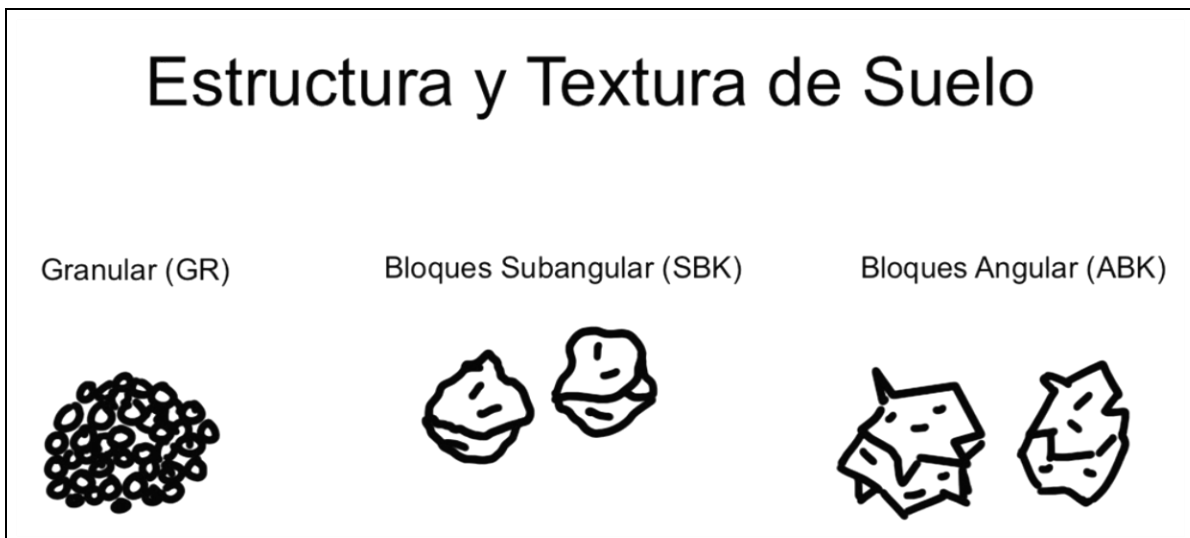 Estructura y Textura de Suelo
Granular (GR)
Bloques Subangular (SBK)
Bloques Angular (ABK)